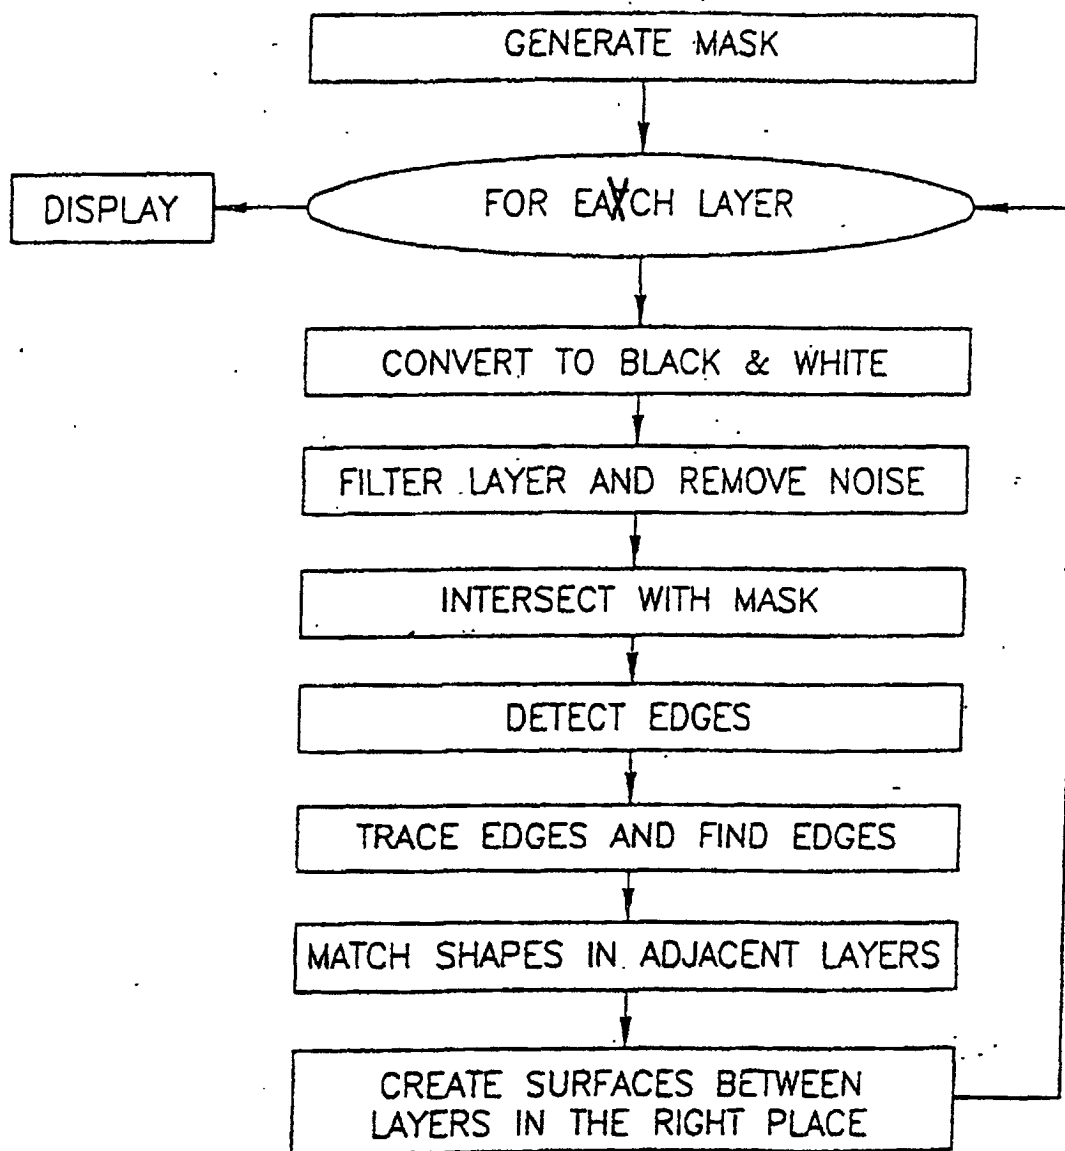 GENERATE MASK
FOR EACH LAYER
DISPLAY
CONVERT TO BLACK & WHITE
FILTER LAYER AND REMOVE NOISE
INTERSECT WITH MASK
DETECT EDGES
TRACE EDGES AND FIND EDGES
MATCH SHAPES IN ADJACENT LAYERS
CREATE SURFACES BETWEEN
LAYERS IN THE RIGHT PLACE